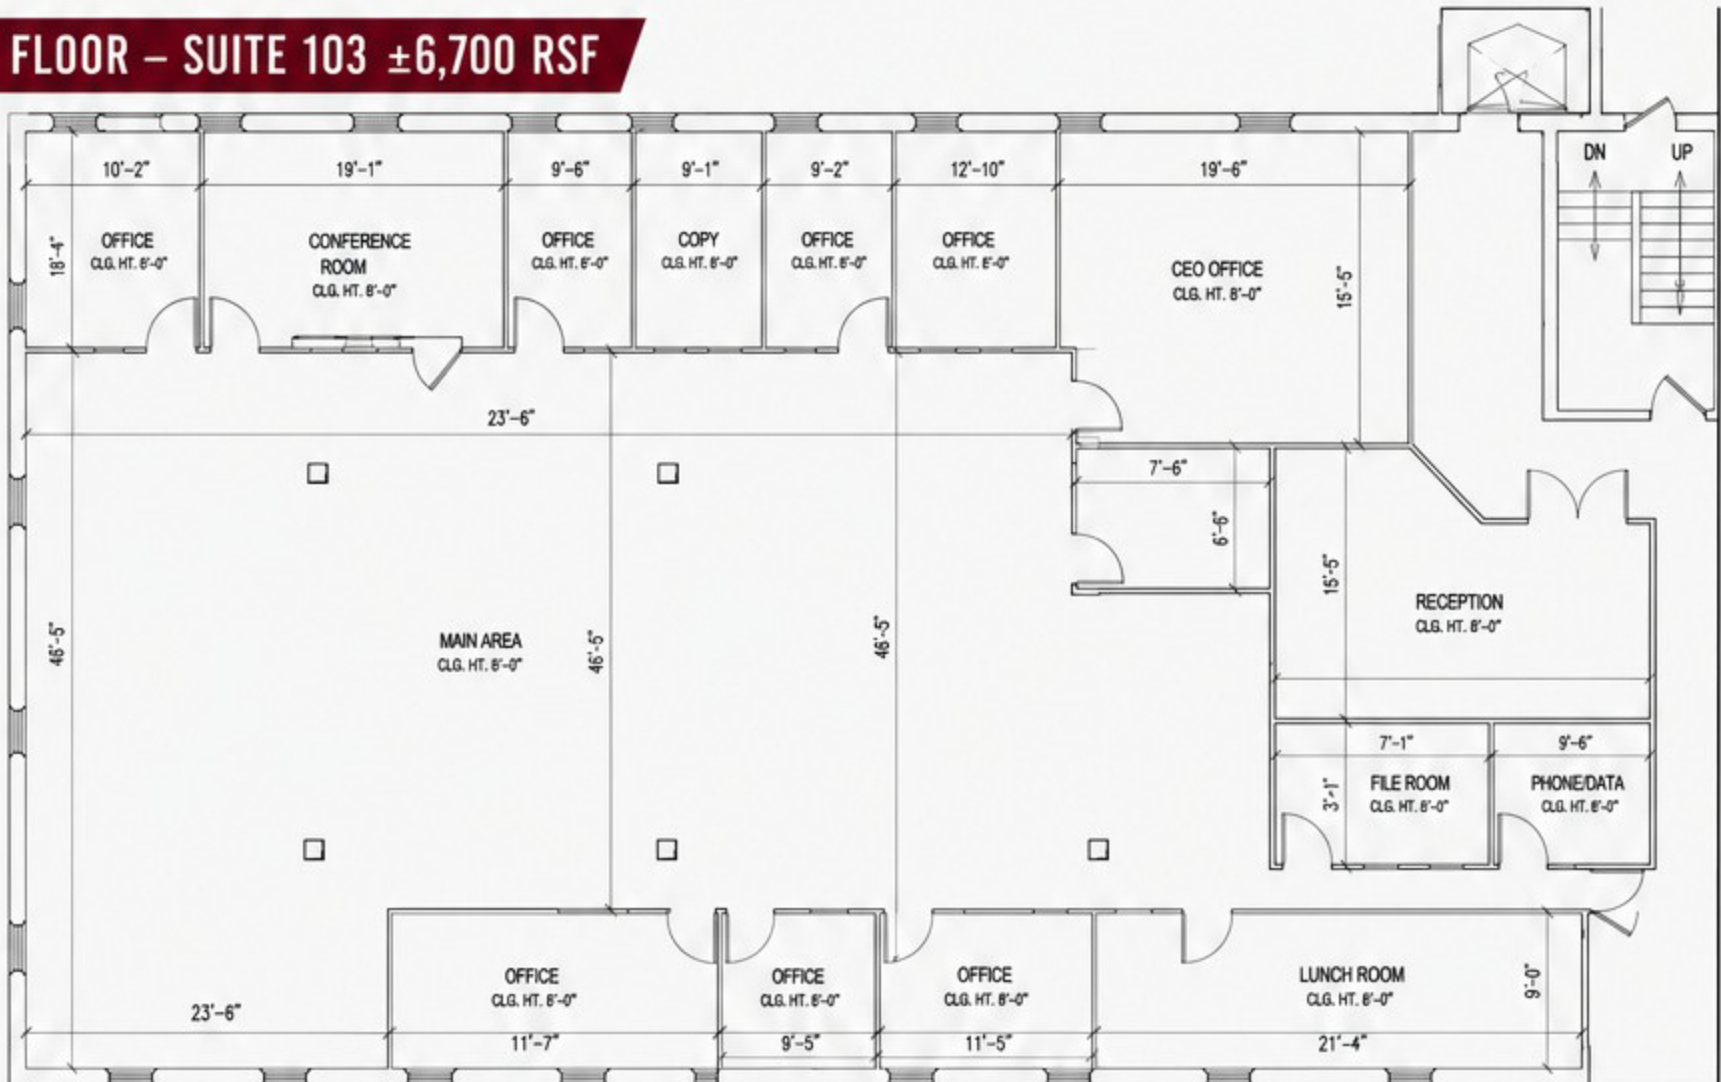 FLOOR – SUITE 103 ±6,700 RSF
DN
UP
10'-2"
19'-1"
9'-6"
9'-1"
9'-2"
12'-10"
19'-6"
18'-4"
OFFICE
CLG. HT. 8'-0"
CONFERENCE
ROOM
CLG. HT. 8'-0"
OFFICE
CLG. HT. 8'-0"
COPY
CLG. HT. 8'-0"
OFFICE
CLG. HT. 8'-0"
OFFICE
CLG. HT. 8'-0"
CEO OFFICE
CLG. HT. 8'-0"
15'-5"
23'-6"
7'-6"
6'-6"
15'-5"
RECEPTION
CLG. HT. 8'-0"
46'-5"
MAIN AREA
CLG. HT. 8'-0"
46'-5"
46'-5"
7'-1"
9'-6"
3'-1"
FILE ROOM
CLG. HT. 8'-0"
PHONE/DATA
CLG. HT. 8'-0"
OFFICE
CLG. HT. 8'-0"
OFFICE
CLG. HT. 8'-0"
OFFICE
CLG. HT. 8'-0"
LUNCH ROOM
CLG. HT. 8'-0"
9'-0"
23'-6"
11'-7"
9'-5"
11'-5"
21'-4"